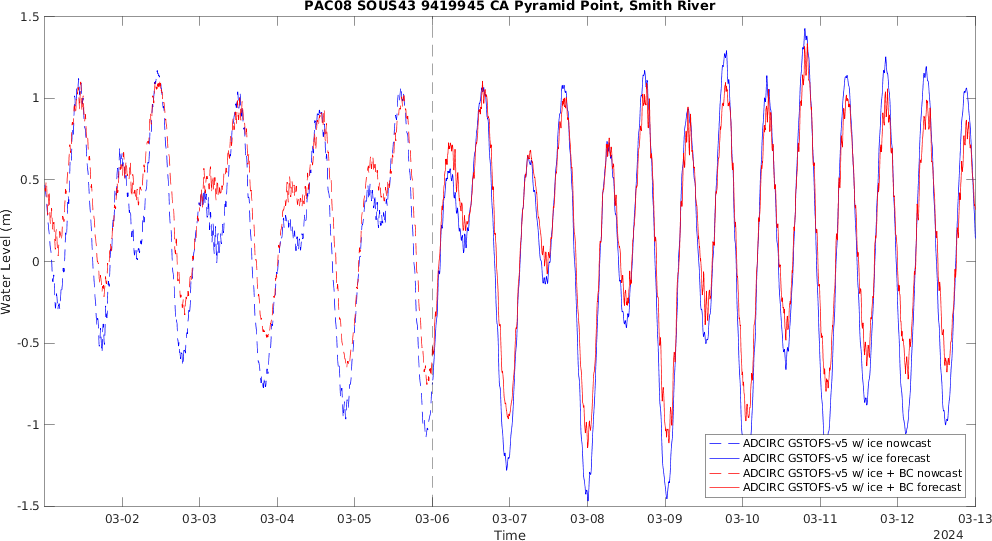 PAC08 SOUS43 9419945 CA Pyramid Point, Smith River
1.5
1
0.5
0
-0.5
-1
-1.5
Water Level (m)
ADCIRC GSTOFS-v5 w/ ice nowcast
ADCIRC GSTOFS-v5 w/ ice forecast
ADCIRC GSTOFS-v5 w/ ice + BC nowcast
ADCIRC GSTOFS-v5 w/ ice + BC forecast
03-02 03-03 03-04 03-05 03-06 03-07 03-08 03-09 03-10 03-11 03-12 03-13
Time
2024